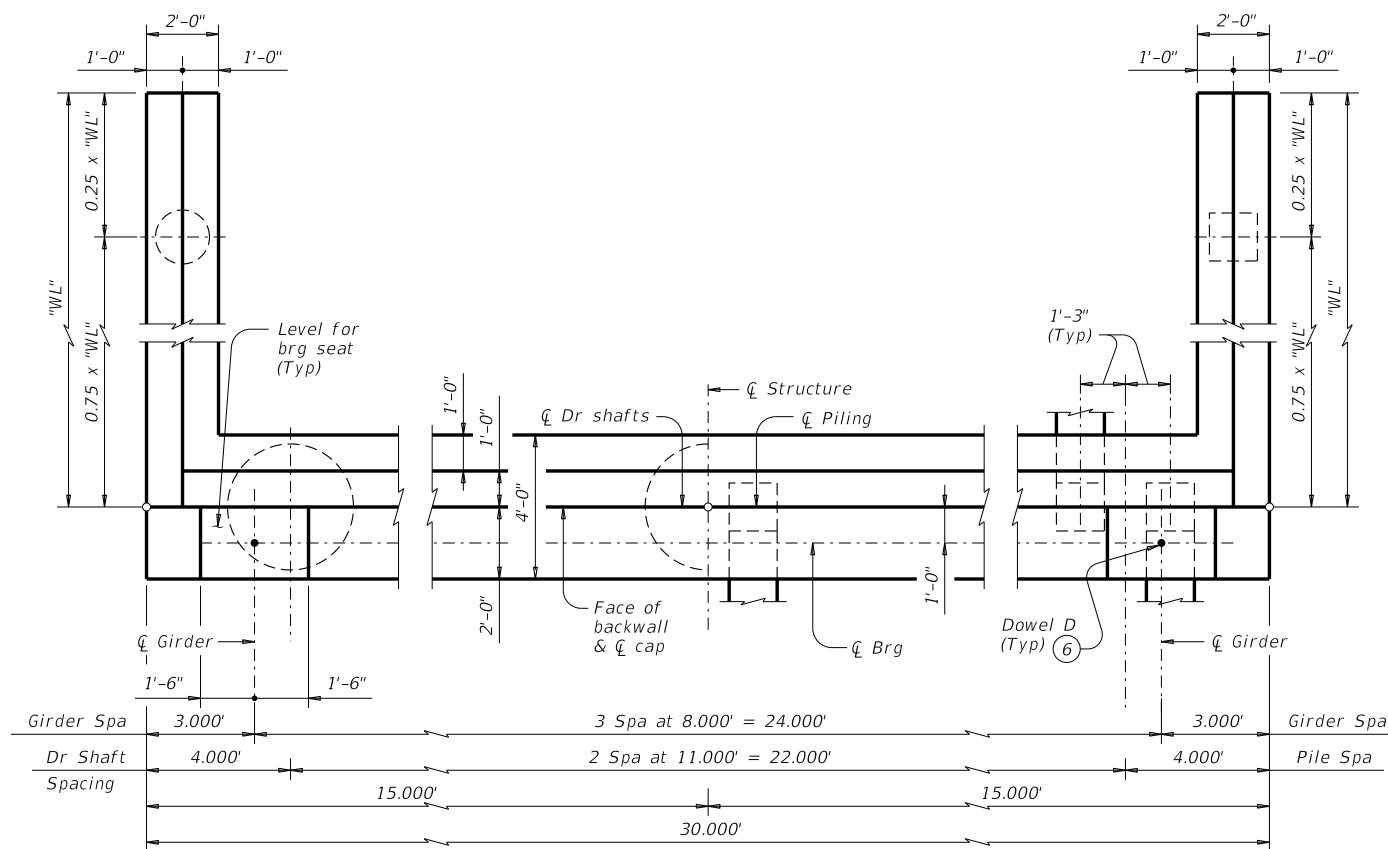 2'-0"
2'-0"
1'-0"
1'-0"
1'-0"
1'-0"
"WL"
0.25 x "WL"
0.25 x "WL"
"WL"
0.75 x "WL"
0.75 x "WL"
Level for
brg seat
(Typ)
1'-3"
(Typ)
1'-0"
1'-0"
℄ Structure
℄ Dr shafts
℄ Piling
4'-0"
2'-0"
1'-0"
Face of
backwall
& ℄ cap
℄ Brg
Dowel D
(Typ) 6
℄ Girder
℄ Girder
1'-6"
1'-6"
Girder Spa
3.000'
3 Spa at 8.000' = 24.000'
3.000'
Girder Spa
Dr Shaft
Spacing
4.000'
2 Spa at 11.000' = 22.000'
4.000'
Pile Spa
15.000'
15.000'
30.000'